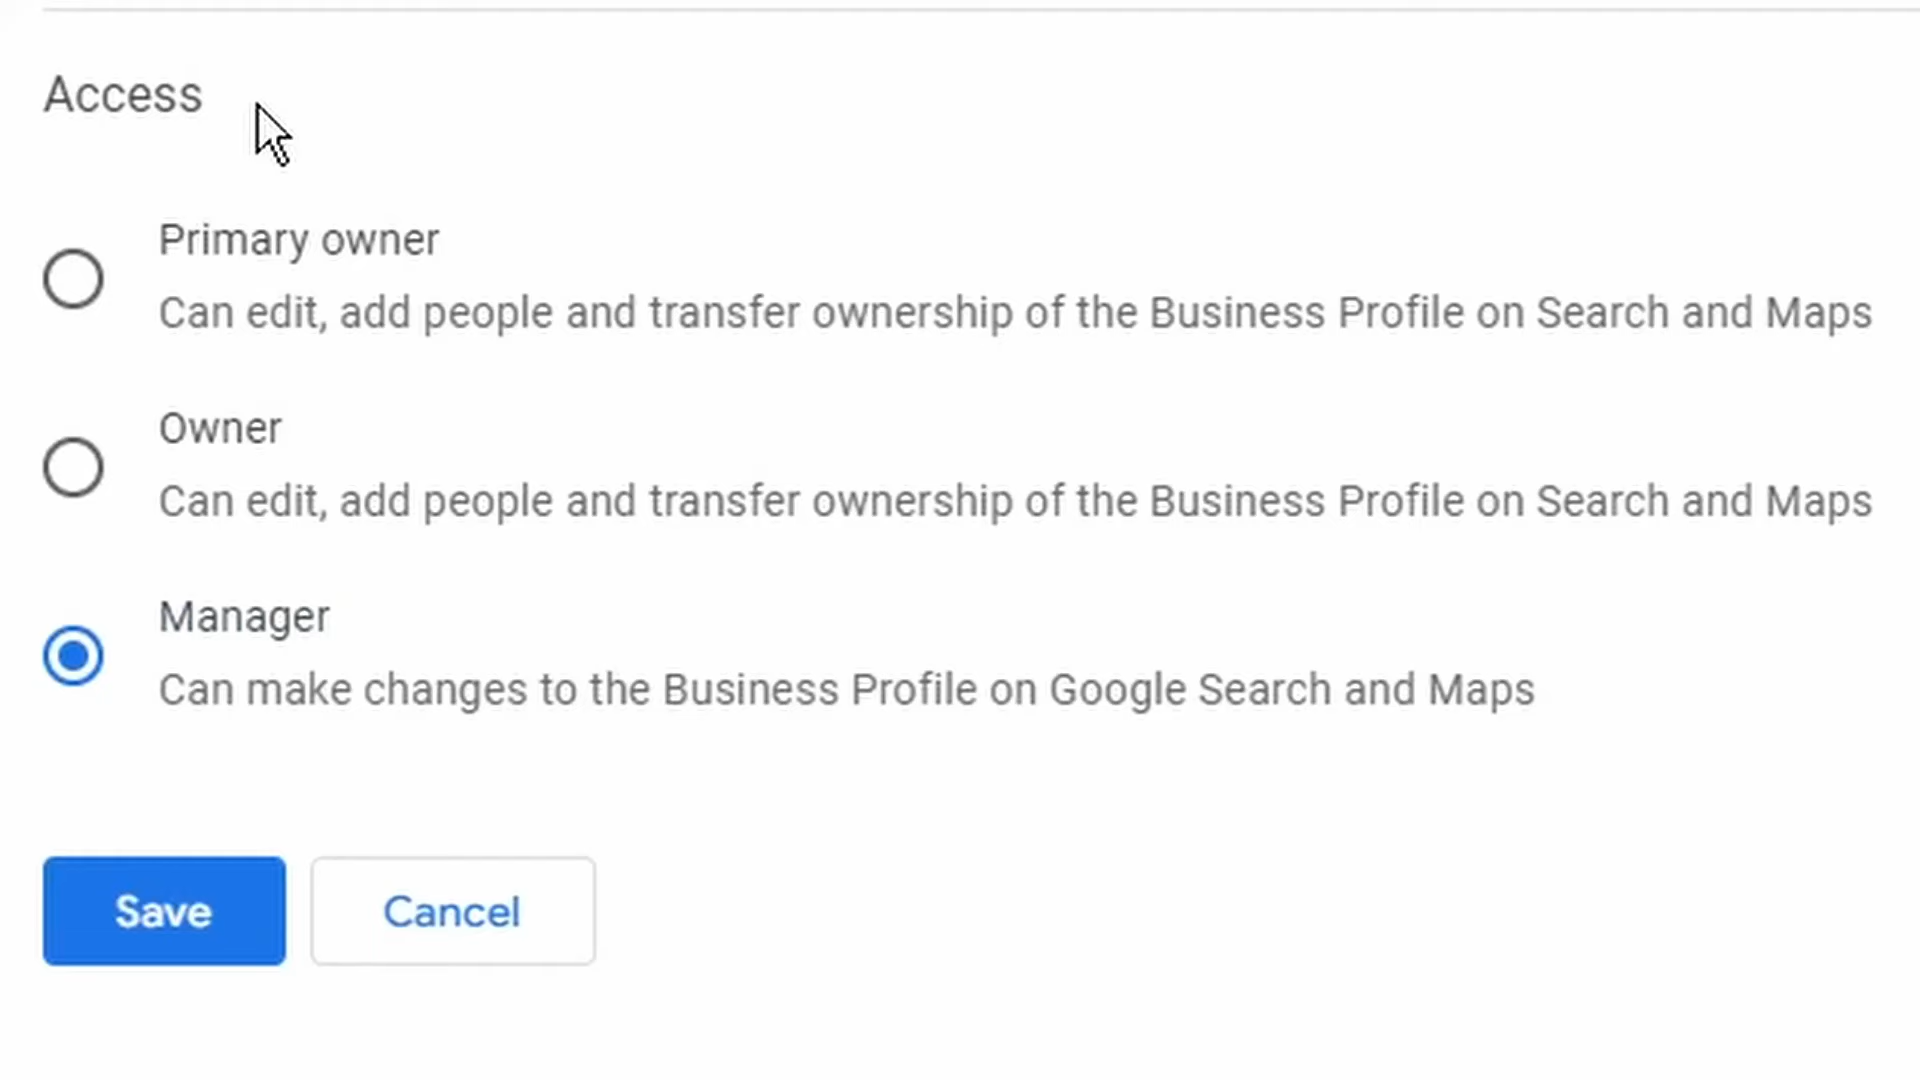 Access
Primary owner
Can edit, add people and transfer ownership of the Business Profile on Search and Maps
Owner
Can edit, add people and transfer ownership of the Business Profile on Search and Maps
Manager
Can make changes to the Business Profile on Google Search and Maps
Save
Cancel